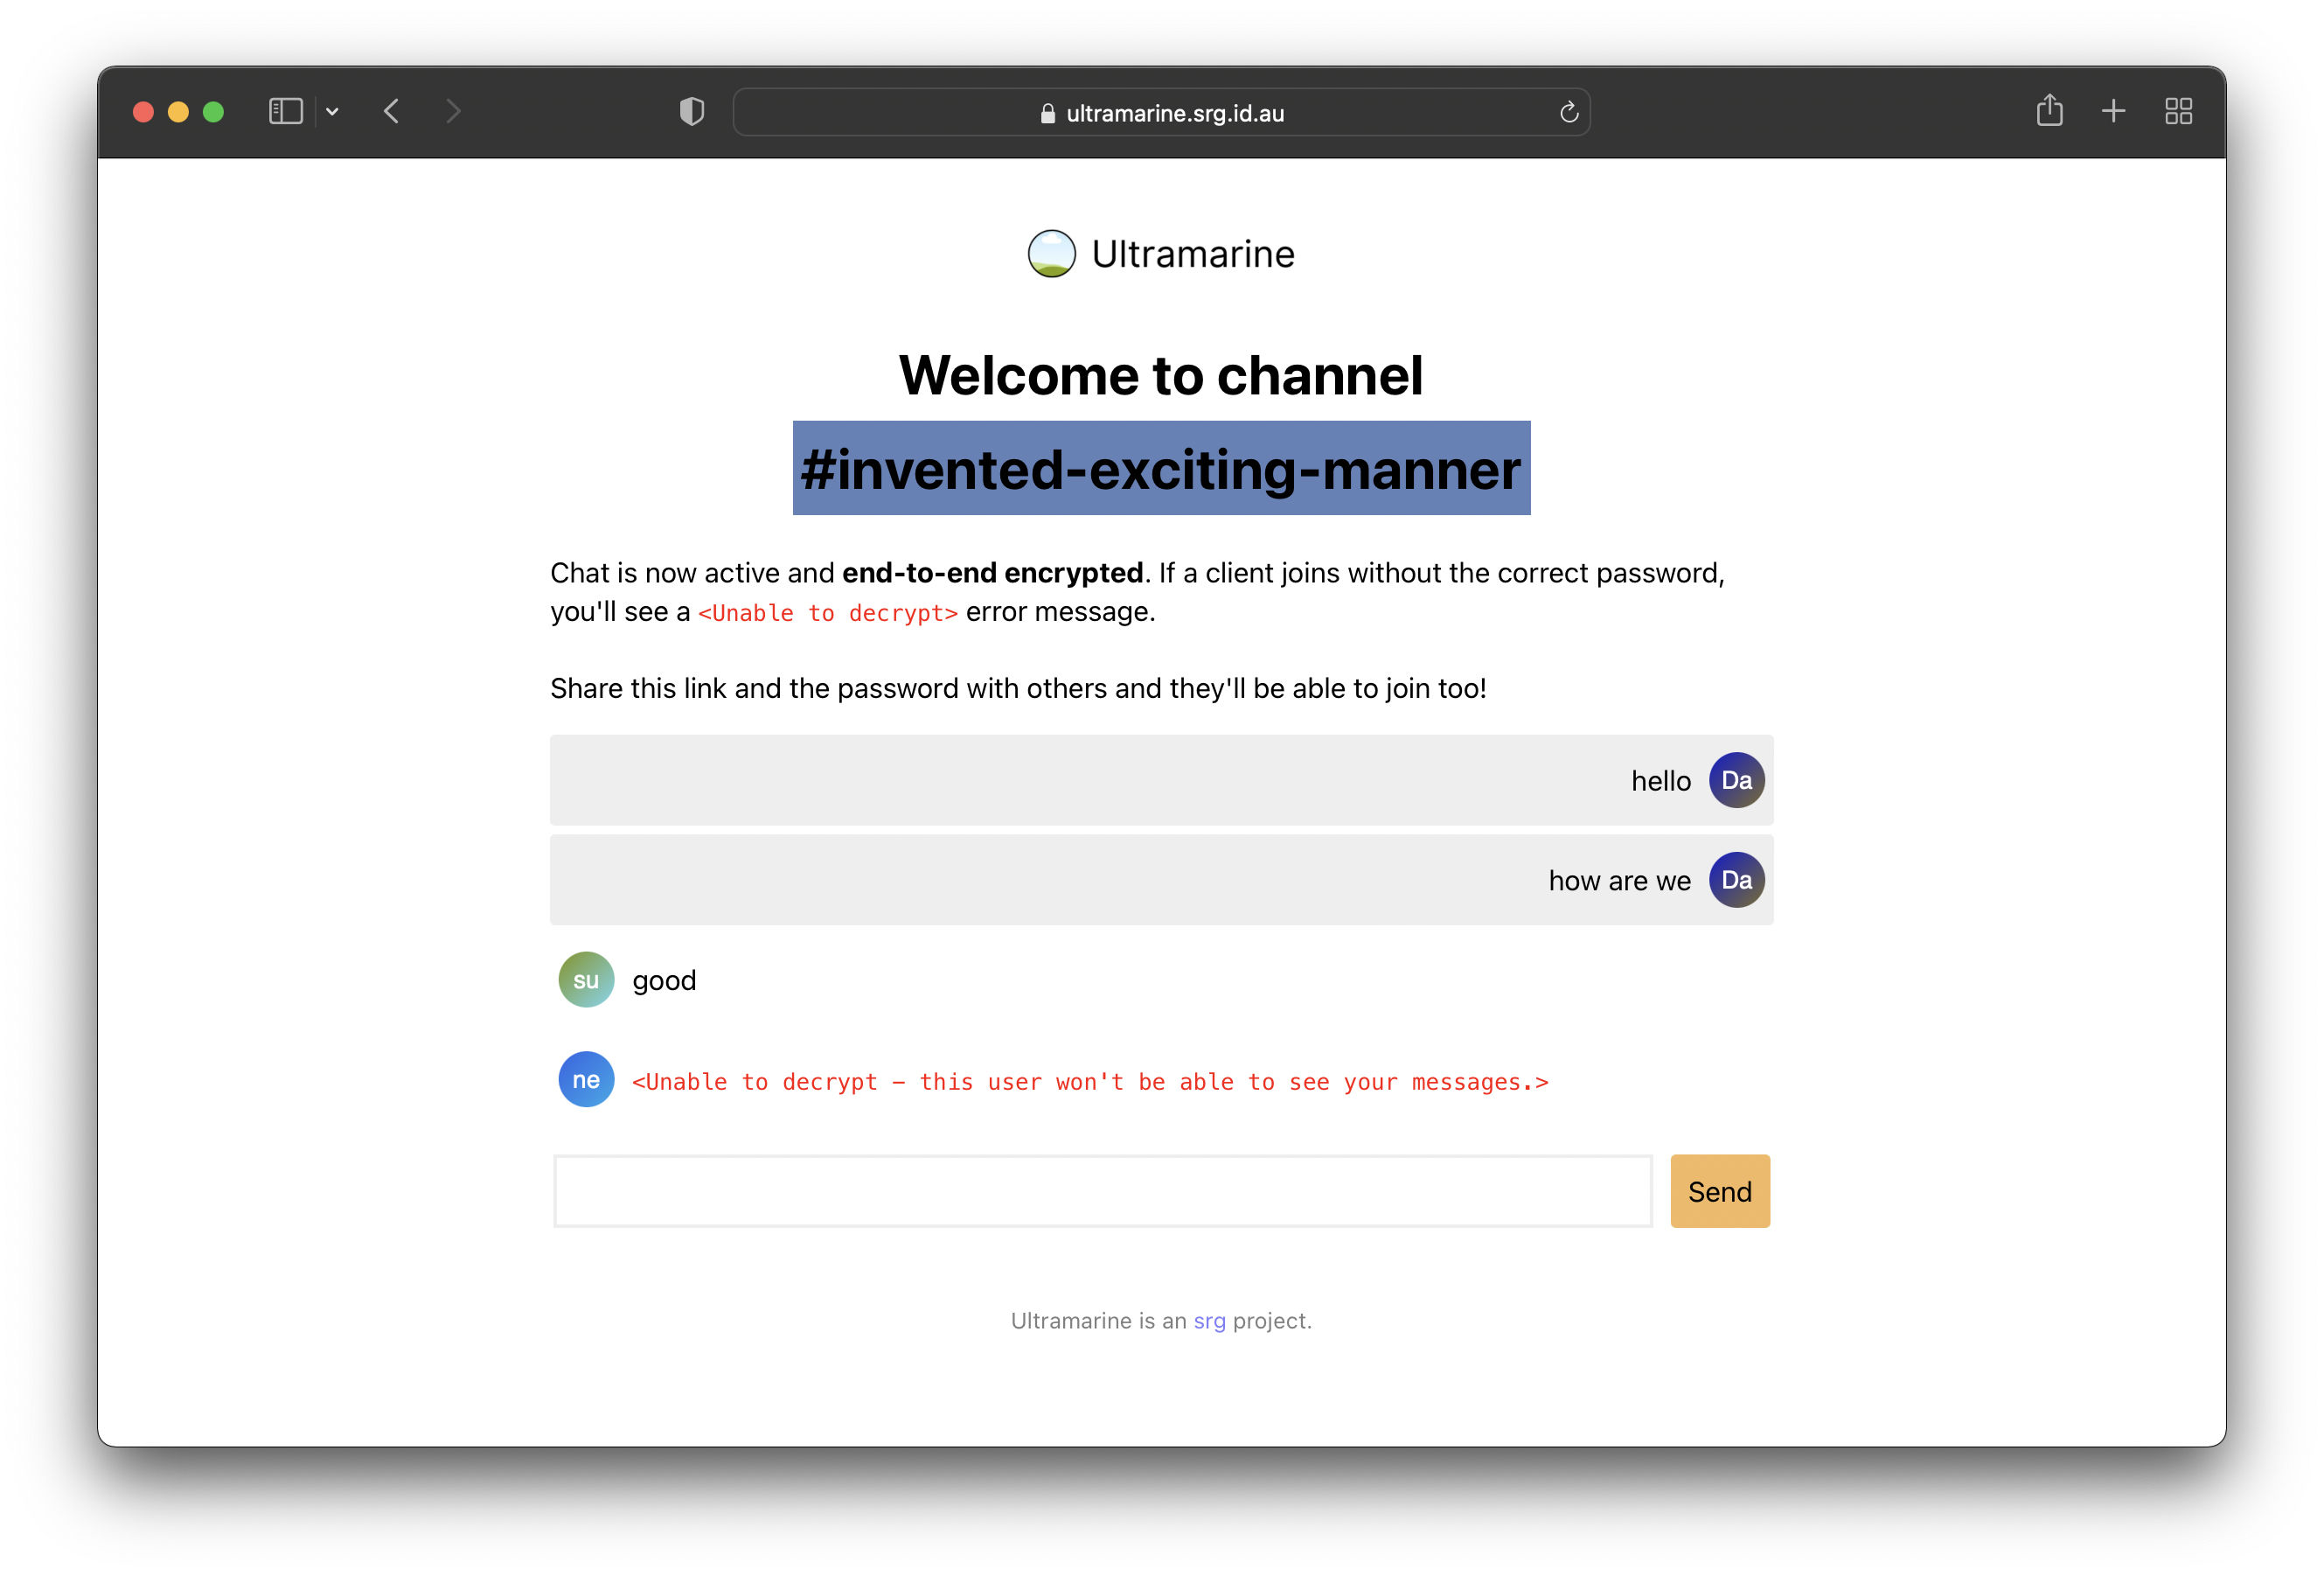 ultramarine.srg.id.au
Ultramarine
Welcome to channel
#invented-exciting-manner
Chat is now active and end-to-end encrypted. If a client joins without the correct password,
you'll see a <Unable to decrypt> error message.
Share this link and the password with others and they'll be able to join too!
hello Da
how are we Da
su good
ne <Unable to decrypt – this user won't be able to see your messages.>
Send
Ultramarine is an srg project.